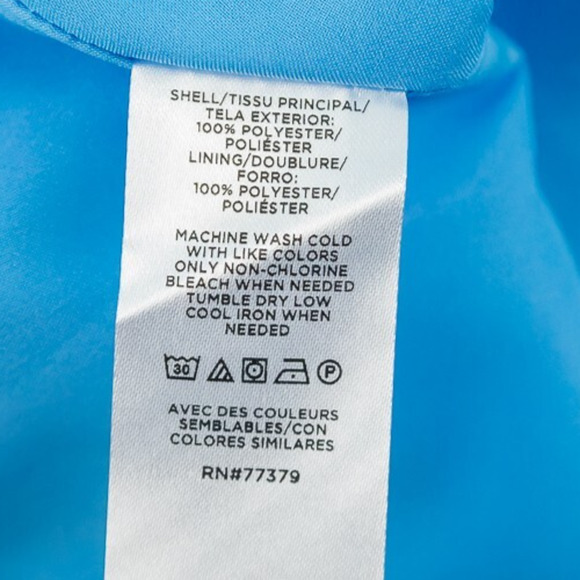 SHELL/TISSU PRINCIPAL/
TELA EXTERIOR:
100% POLYESTER/
POLIÉSTER
LINING/DOUBLURE/
FORRO:
100% POLYESTER/
POLIÉSTER
MACHINE WASH COLD
WITH LIKE COLORS
ONLY NON-CHLORINE
BLEACH WHEN NEEDED
TUMBLE DRY LOW
COOL IRON WHEN
NEEDED
30 P
AVEC DES COULEURS
SEMBLABLES/CON
COLORES SIMILARES
RN#77379